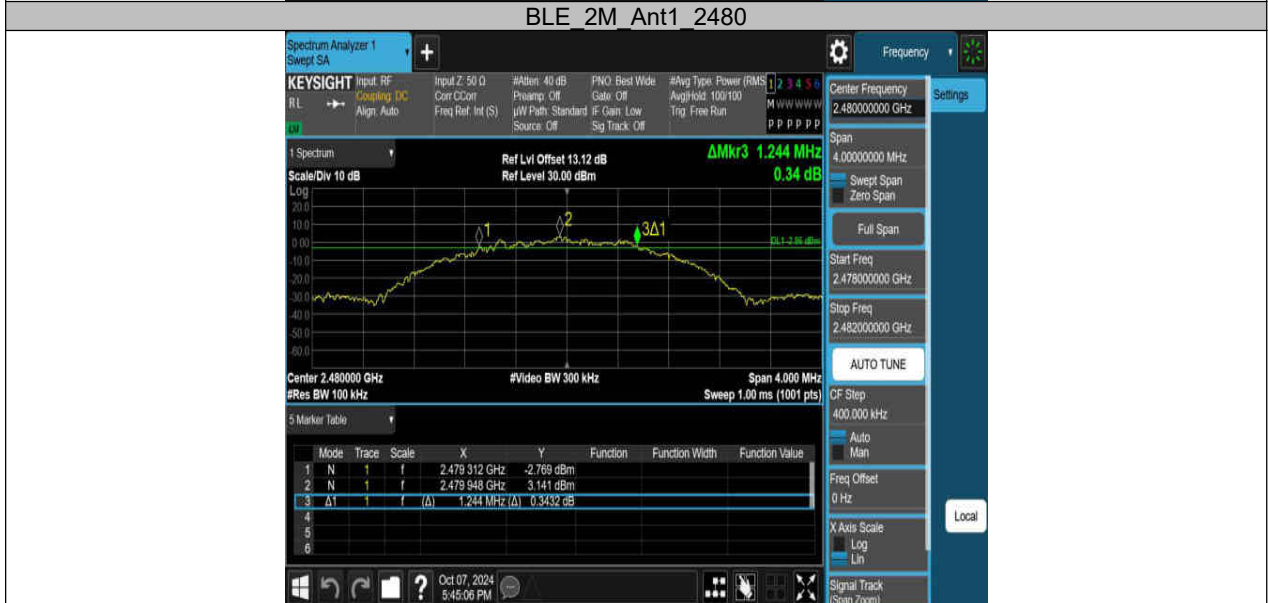 BLE_2M_Ant1_2480
Spectrum Analyzer 1
Swept SA
+
Frequency
KEYSIGHT
RL
LXI
Input: RF
Coupling: DC
Align: Auto
Input Z: 50 Ω
Corr CCorr
Freq Ref: Int (S)
#Atten: 40 dB
Preamp: Off
µW Path: Standard
Source: Off
PNO: Best Wide
Gate: Off
IF Gain: Low
Sig Track: Off
#Avg Type: Power (RMS
Avg|Hold: 100/100
Trig: Free Run
1 2 3 4 5 6
M W W W W W
P P P P P P
1 Spectrum
Scale/Div 10 dB
Ref Lvl Offset 13.12 dB
Ref Level 30.00 dBm
ΔMkr3 1.244 MHz
0.34 dB
Log
20.0
10.0
0.00
-10.0
-20.0
-30.0
-40.0
-50.0
-60.0
1
2
3Δ1
DL1 -2.86 dBm
Center 2.480000 GHz
#Res BW 100 kHz
#Video BW 300 kHz
Span 4.000 MHz
Sweep 1.00 ms (1001 pts)
5 Marker Table
Mode Trace Scale X Y Function Function Width Function Value
1 N 1 f 2.479 312 GHz -2.769 dBm
2 N 1 f 2.479 948 GHz 3.141 dBm
3 Δ1 1 f (Δ) 1.244 MHz (Δ) 0.3432 dB
4
5
6
Oct 07, 2024
5:45:06 PM
Center Frequency
2.480000000 GHz
Settings
Span
4.00000000 MHz
Swept Span
Zero Span
Full Span
Start Freq
2.478000000 GHz
Stop Freq
2.482000000 GHz
AUTO TUNE
CF Step
400.000 kHz
Auto
Man
Freq Offset
0 Hz
X Axis Scale
Log
Lin
Local
Signal Track
(Span Zoom)